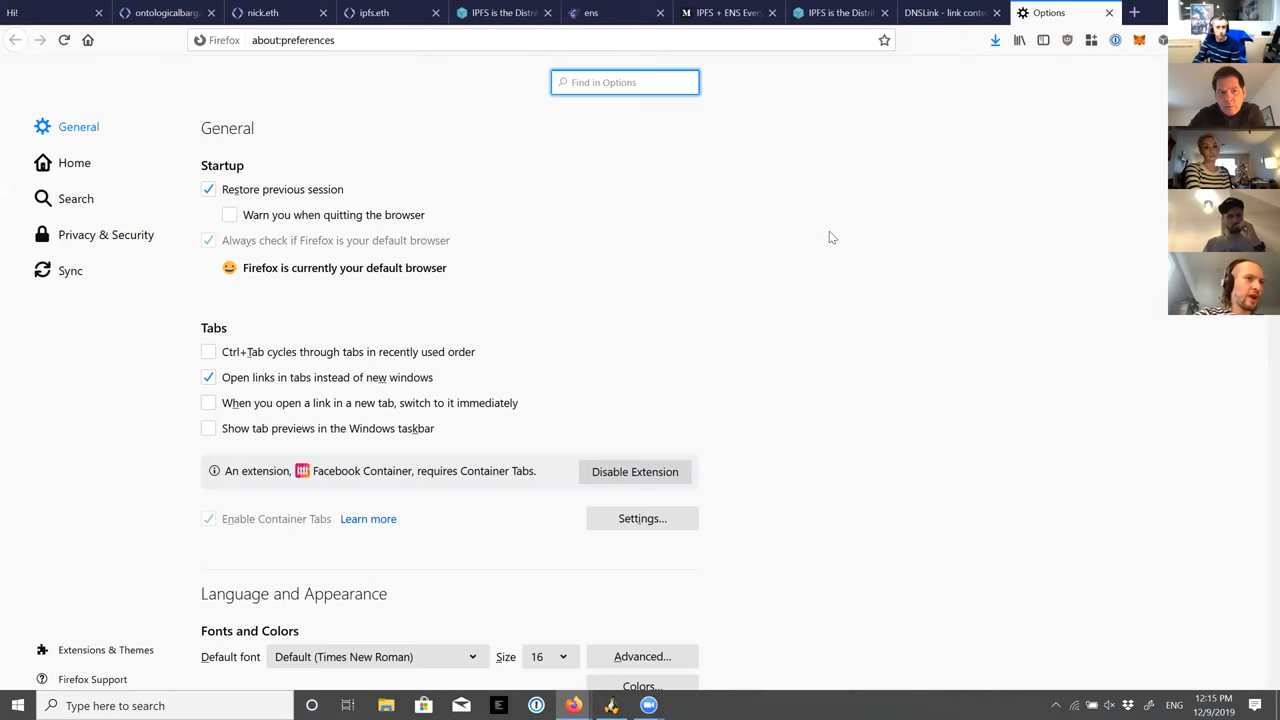 Hi!
ontologicalbarg
nick.eth
ipfs.eth
IPFS is the Distri
ens
IPFS + ENS Every
IPFS is the Distri
DNSLink - link conte
Options
Firefox
about:preferences
Find in Options
General
Home
Search
Privacy & Security
Sync
General
Startup
Restore previous session
Warn you when quitting the browser
Always check if Firefox is your default browser
Firefox is currently your default browser
Tabs
Ctrl+Tab cycles through tabs in recently used order
Open links in tabs instead of new windows
When you open a link in a new tab, switch to it immediately
Show tab previews in the Windows taskbar
An extension, Facebook Container, requires Container Tabs.
Disable Extension
Enable Container Tabs Learn more
Settings...
Language and Appearance
Fonts and Colors
Default font Default (Times New Roman) Size 16 Advanced...
Colors...
Extensions & Themes
Firefox Support
Type here to search
12:15 PM
12/9/2019